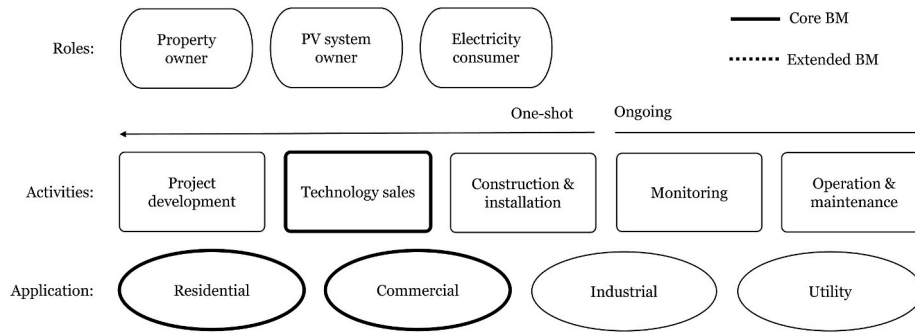 Roles:
Property
owner
PV system
owner
Electricity
consumer
Core BM
Extended BM
One-shot
Ongoing
Activities:
Project
development
Technology sales
Construction &
installation
Monitoring
Operation &
maintenance
Application:
Residential
Commercial
Industrial
Utility